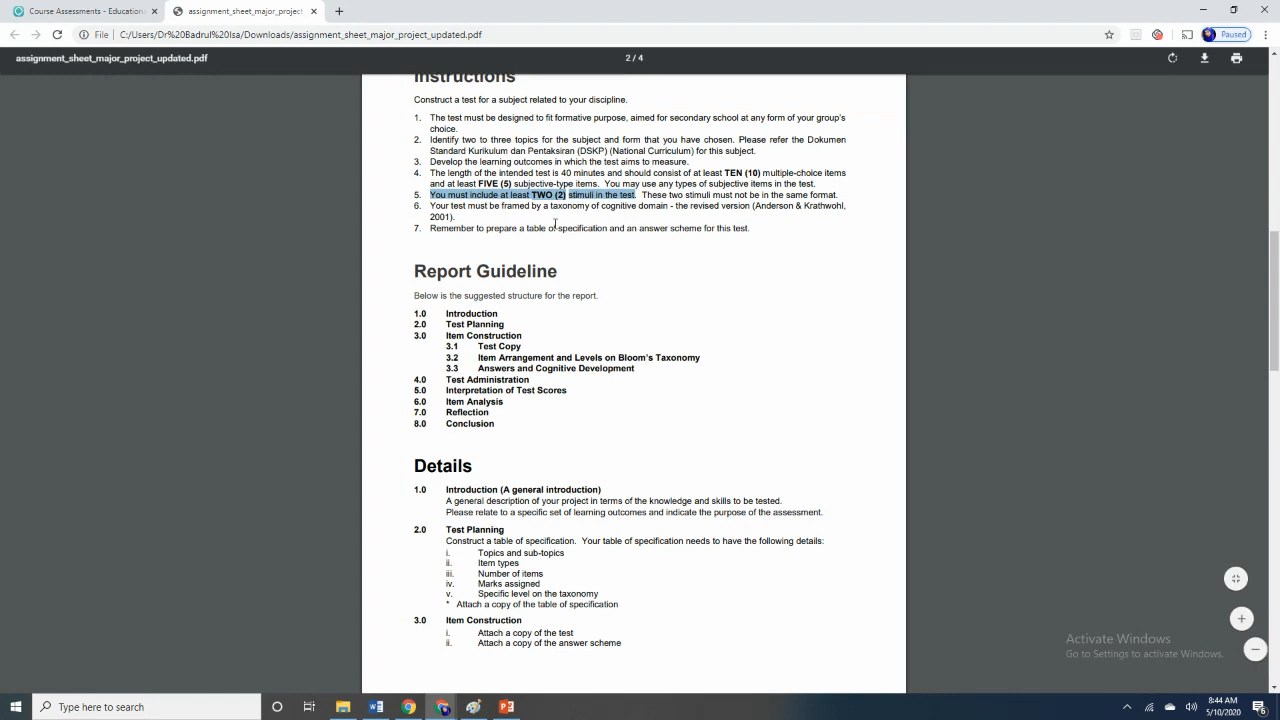 Course Assessments - Education
assignment_sheet_major_project
File
C:/Users/Dr%20Badrul%20Isa/Downloads/assignment_sheet_major_project_updated.pdf
Paused
assignment_sheet_major_project_updated.pdf
2 / 4
Instructions
Construct a test for a subject related to your discipline.
1. The test must be designed to fit formative purpose, aimed for secondary school at any form of your group's
choice.
2. Identify two to three topics for the subject and form that you have chosen. Please refer the Dokumen
Standard Kurikulum dan Pentaksiran (DSKP) (National Curriculum) for this subject.
3. Develop the learning outcomes in which the test aims to measure.
4. The length of the intended test is 40 minutes and should consist of at least TEN (10) multiple-choice items
and at least FIVE (5) subjective-type items. You may use any types of subjective items in the test.
5. You must include at least TWO (2) stimuli in the test. These two stimuli must not be in the same format.
6. Your test must be framed by a taxonomy of cognitive domain - the revised version (Anderson & Krathwohl,
2001).
7. Remember to prepare a table of specification and an answer scheme for this test.
Report Guideline
Below is the suggested structure for the report.
1.0 Introduction
2.0 Test Planning
3.0 Item Construction
3.1 Test Copy
3.2 Item Arrangement and Levels on Bloom's Taxonomy
3.3 Answers and Cognitive Development
4.0 Test Administration
5.0 Interpretation of Test Scores
6.0 Item Analysis
7.0 Reflection
8.0 Conclusion
Details
1.0 Introduction (A general introduction)
A general description of your project in terms of the knowledge and skills to be tested.
Please relate to a specific set of learning outcomes and indicate the purpose of the assessment.
2.0 Test Planning
Construct a table of specification. Your table of specification needs to have the following details:
i. Topics and sub-topics
ii. Item types
iii. Number of items
iv. Marks assigned
v. Specific level on the taxonomy
* Attach a copy of the table of specification
3.0 Item Construction
i. Attach a copy of the test
ii. Attach a copy of the answer scheme
Activate Windows
Go to Settings to activate Windows.
Type here to search
8:44 AM
5/10/2020